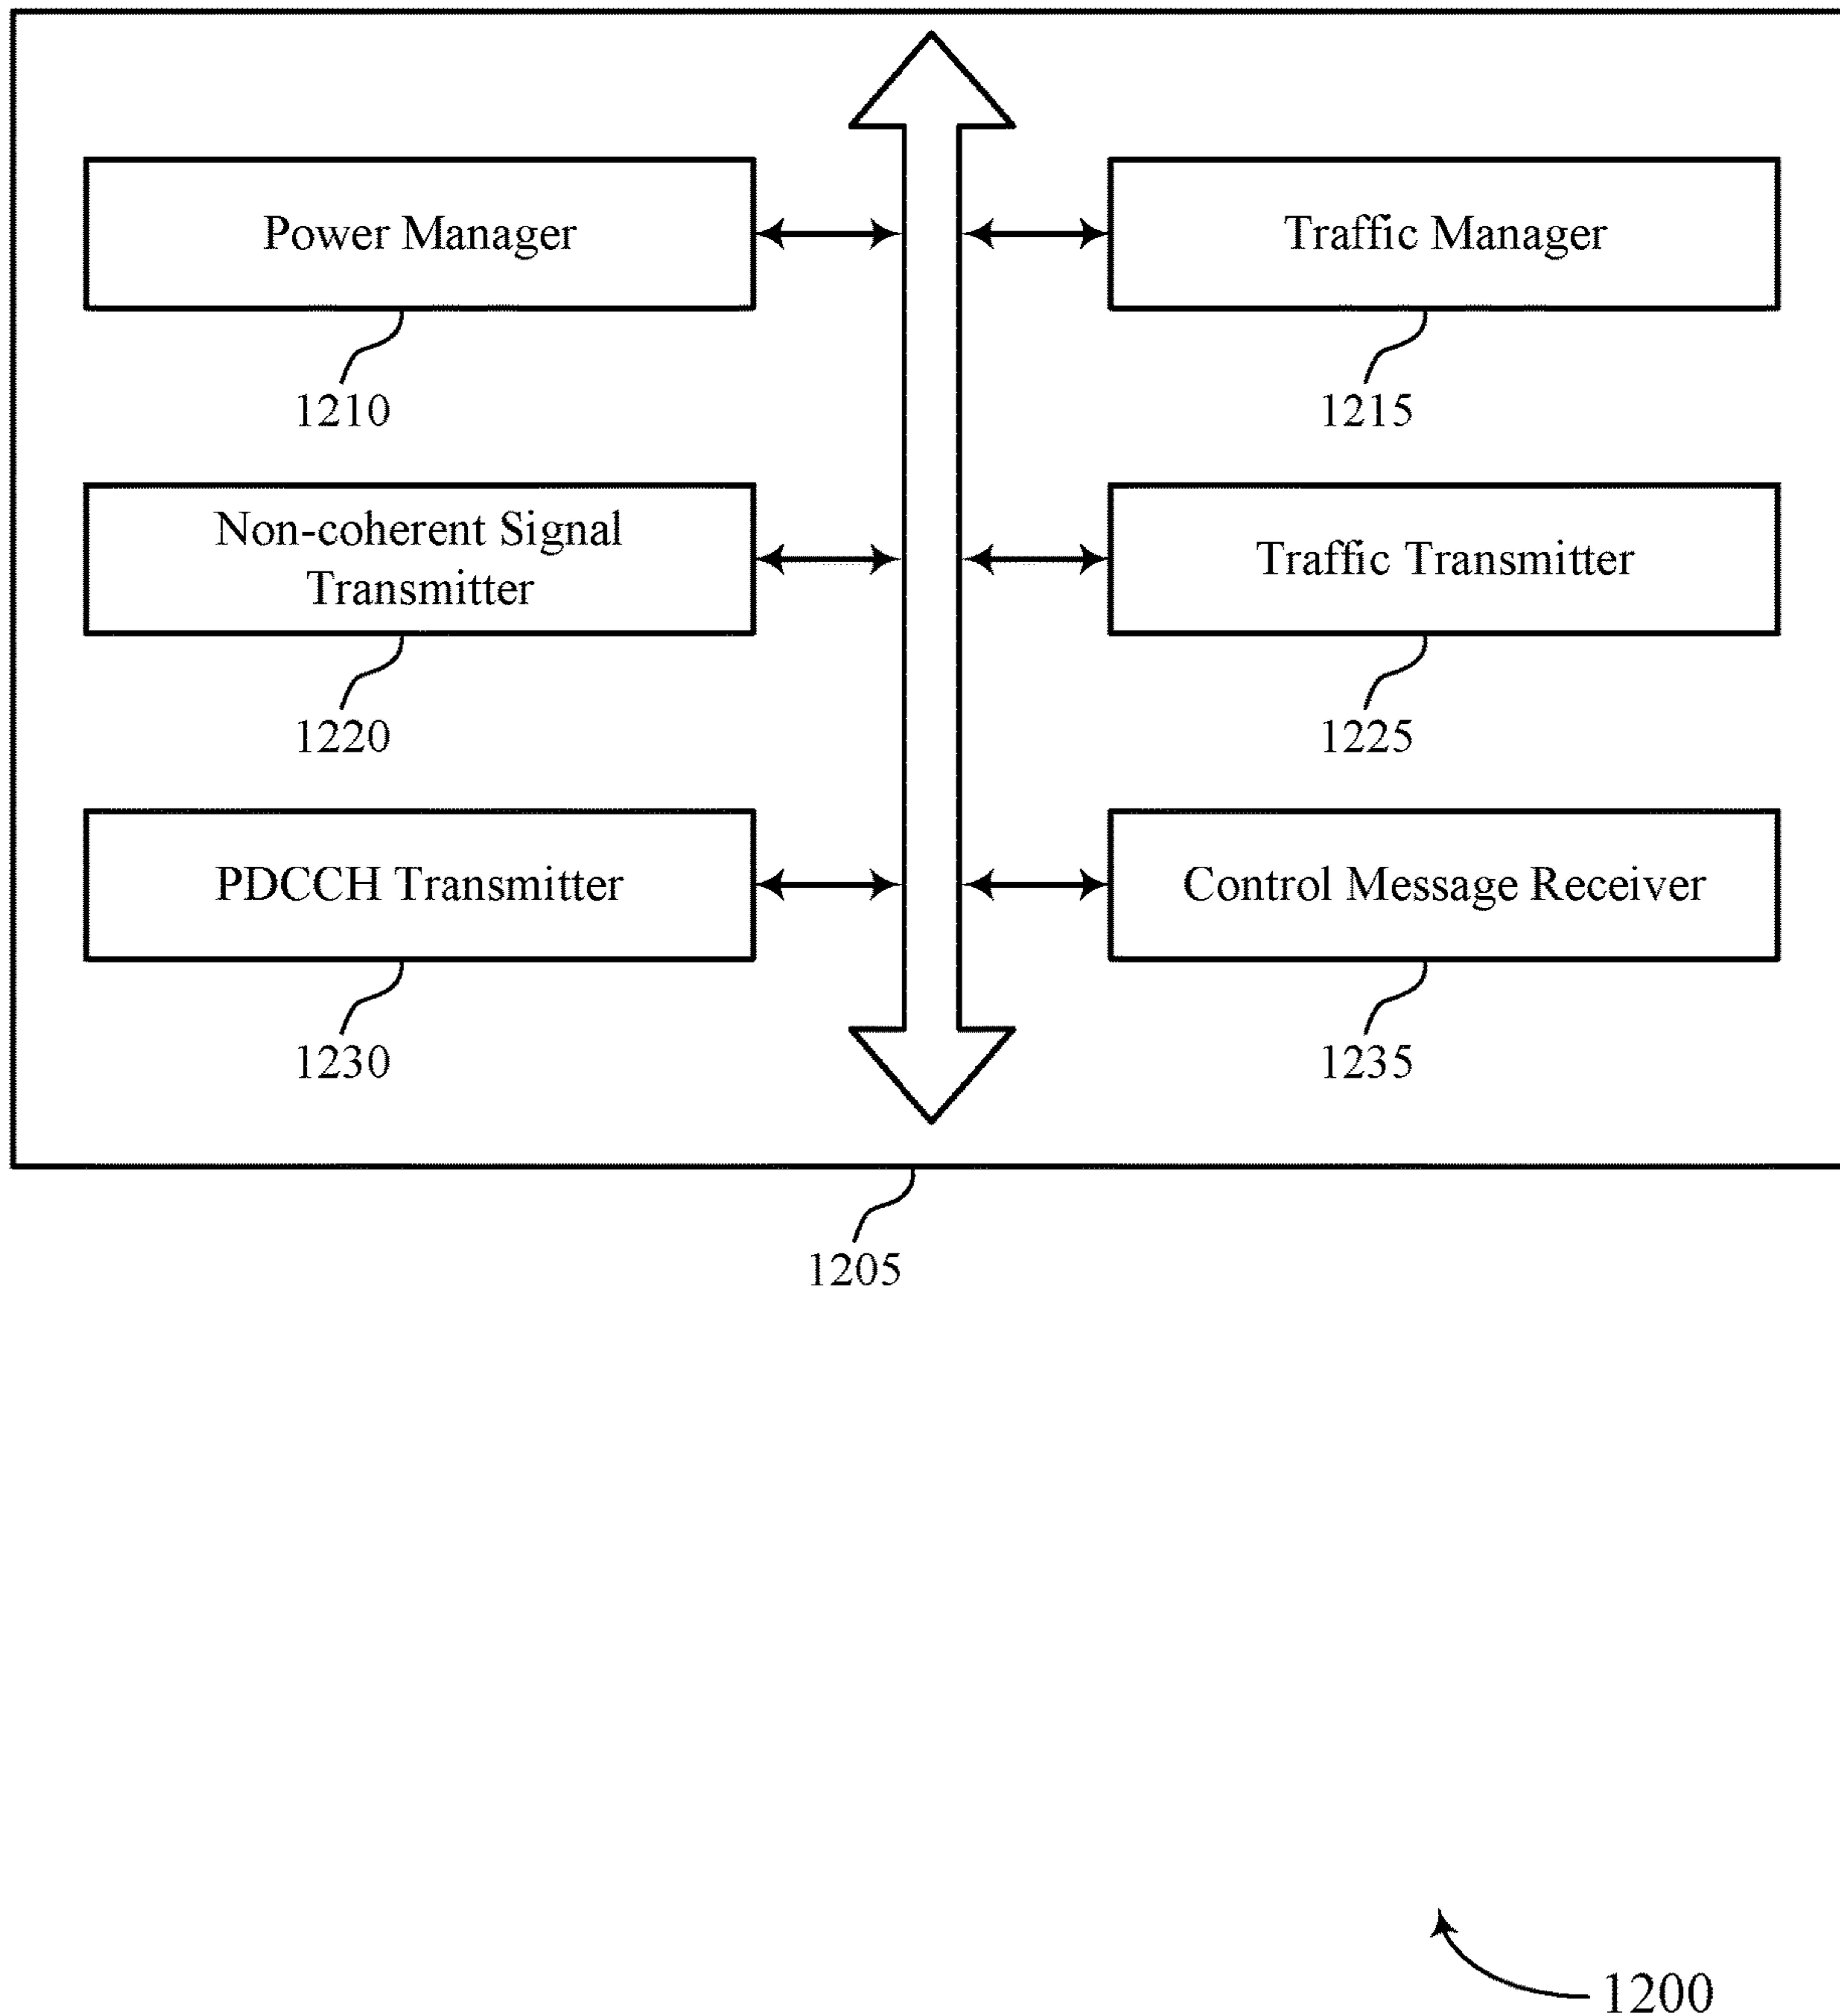 Power Manager
Traffic Manager
1210
1215
Non-coherent Signal
Transmitter
Traffic Transmitter
1220
1225
PDCCH Transmitter
Control Message Receiver
1230
1235
1205
1200